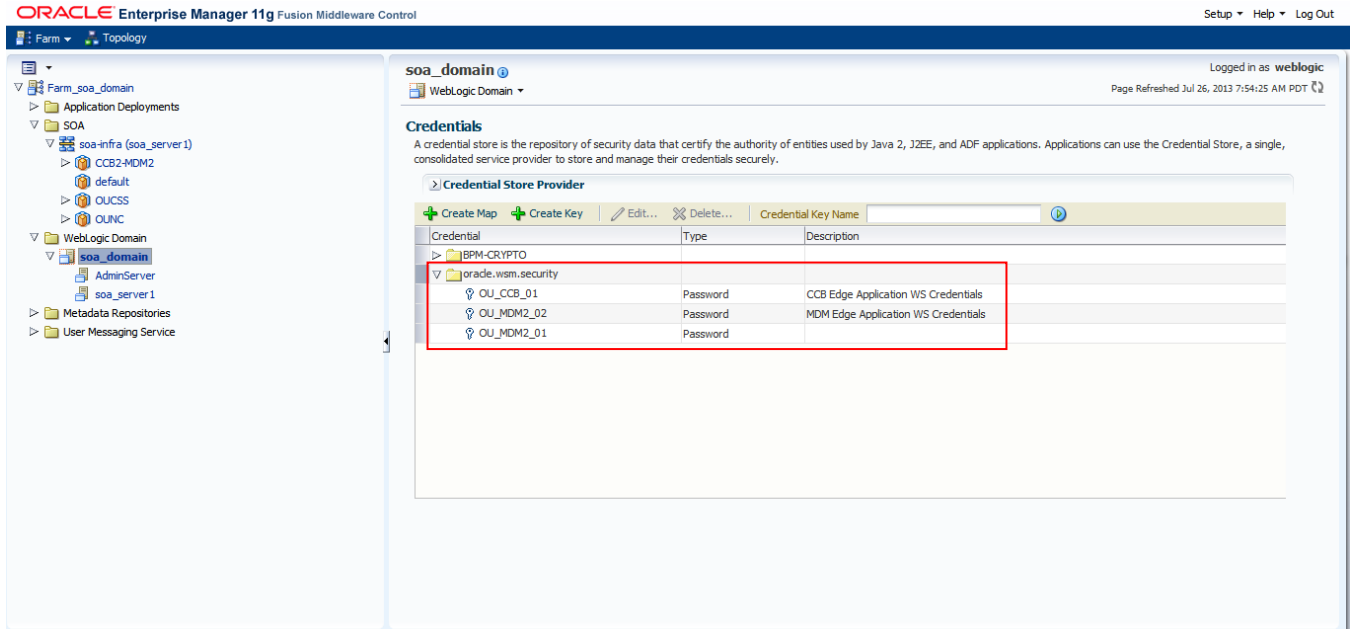 ORACLE Enterprise Manager 11g Fusion Middleware Control
Setup Help Log Out
Farm Topology
Farm_soa_domain
Application Deployments
SOA
soa-infra (soa_server1)
CCB2-MDM2
default
OUCSS
OUNC
WebLogic Domain
soa_domain
AdminServer
soa_server1
Metadata Repositories
User Messaging Service
soa_domain
Logged in as weblogic
WebLogic Domain
Page Refreshed Jul 26, 2013 7:54:25 AM PDT
Credentials
A credential store is the repository of security data that certify the authority of entities used by Java 2, J2EE, and ADF applications. Applications can use the Credential Store, a single,
consolidated service provider to store and manage their credentials securely.
Credential Store Provider
Create Map Create Key Edit... Delete... Credential Key Name
Credential Type Description
BPM-CRYPTO
oracle.wsm.security
OU_CCB_01 Password CCB Edge Application WS Credentials
OU_MDM2_02 Password MDM Edge Application WS Credentials
OU_MDM2_01 Password